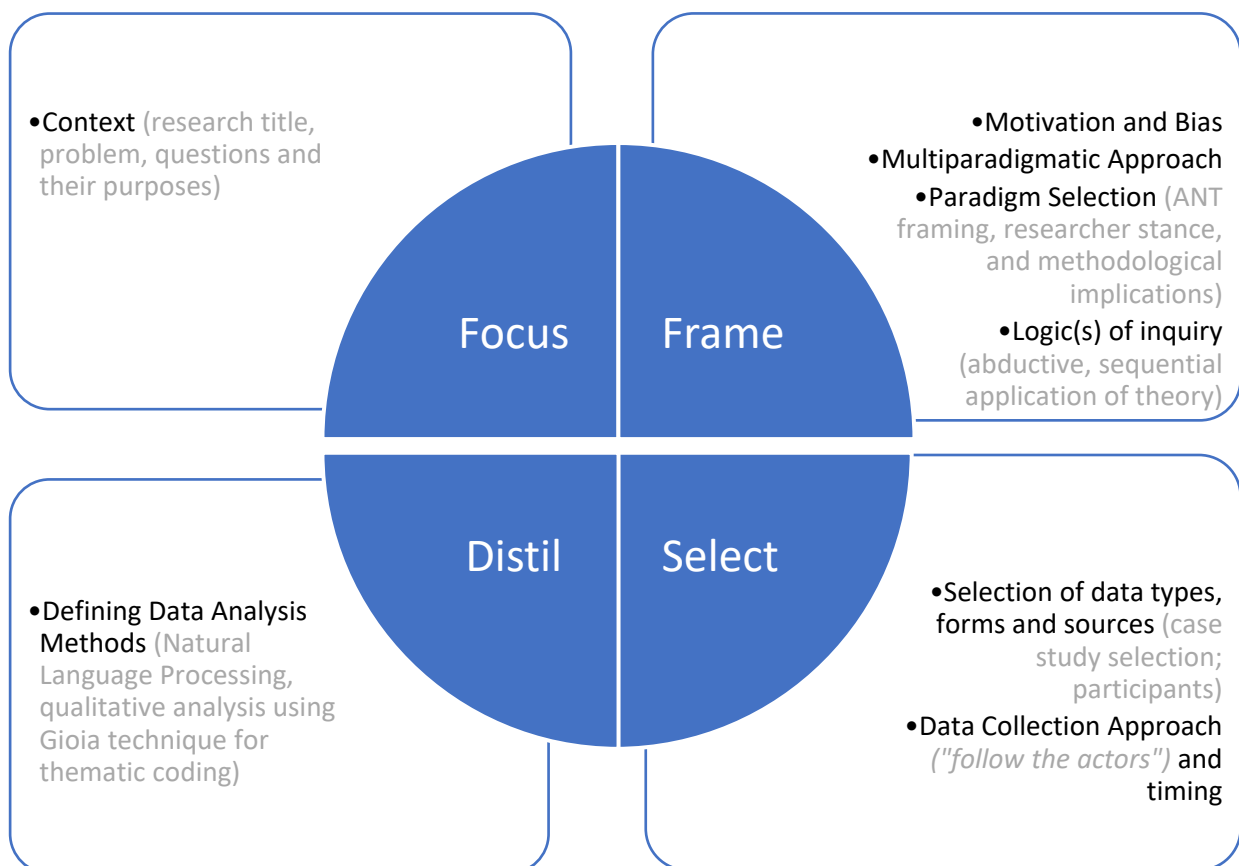 •Context (research title,
problem, questions and
their purposes)
•Motivation and Bias
•Multiparadigmatic Approach
•Paradigm Selection (ANT
framing, researcher stance,
and methodological
implications)
•Logic(s) of inquiry
(abductive, sequential
application of theory)
Focus
Frame
Distil
Select
•Defining Data Analysis
Methods (Natural
Language Processing,
qualitative analysis using
Gioia technique for
thematic coding)
•Selection of data types,
forms and sources (case
study selection;
participants)
•Data Collection Approach
("follow the actors") and
timing